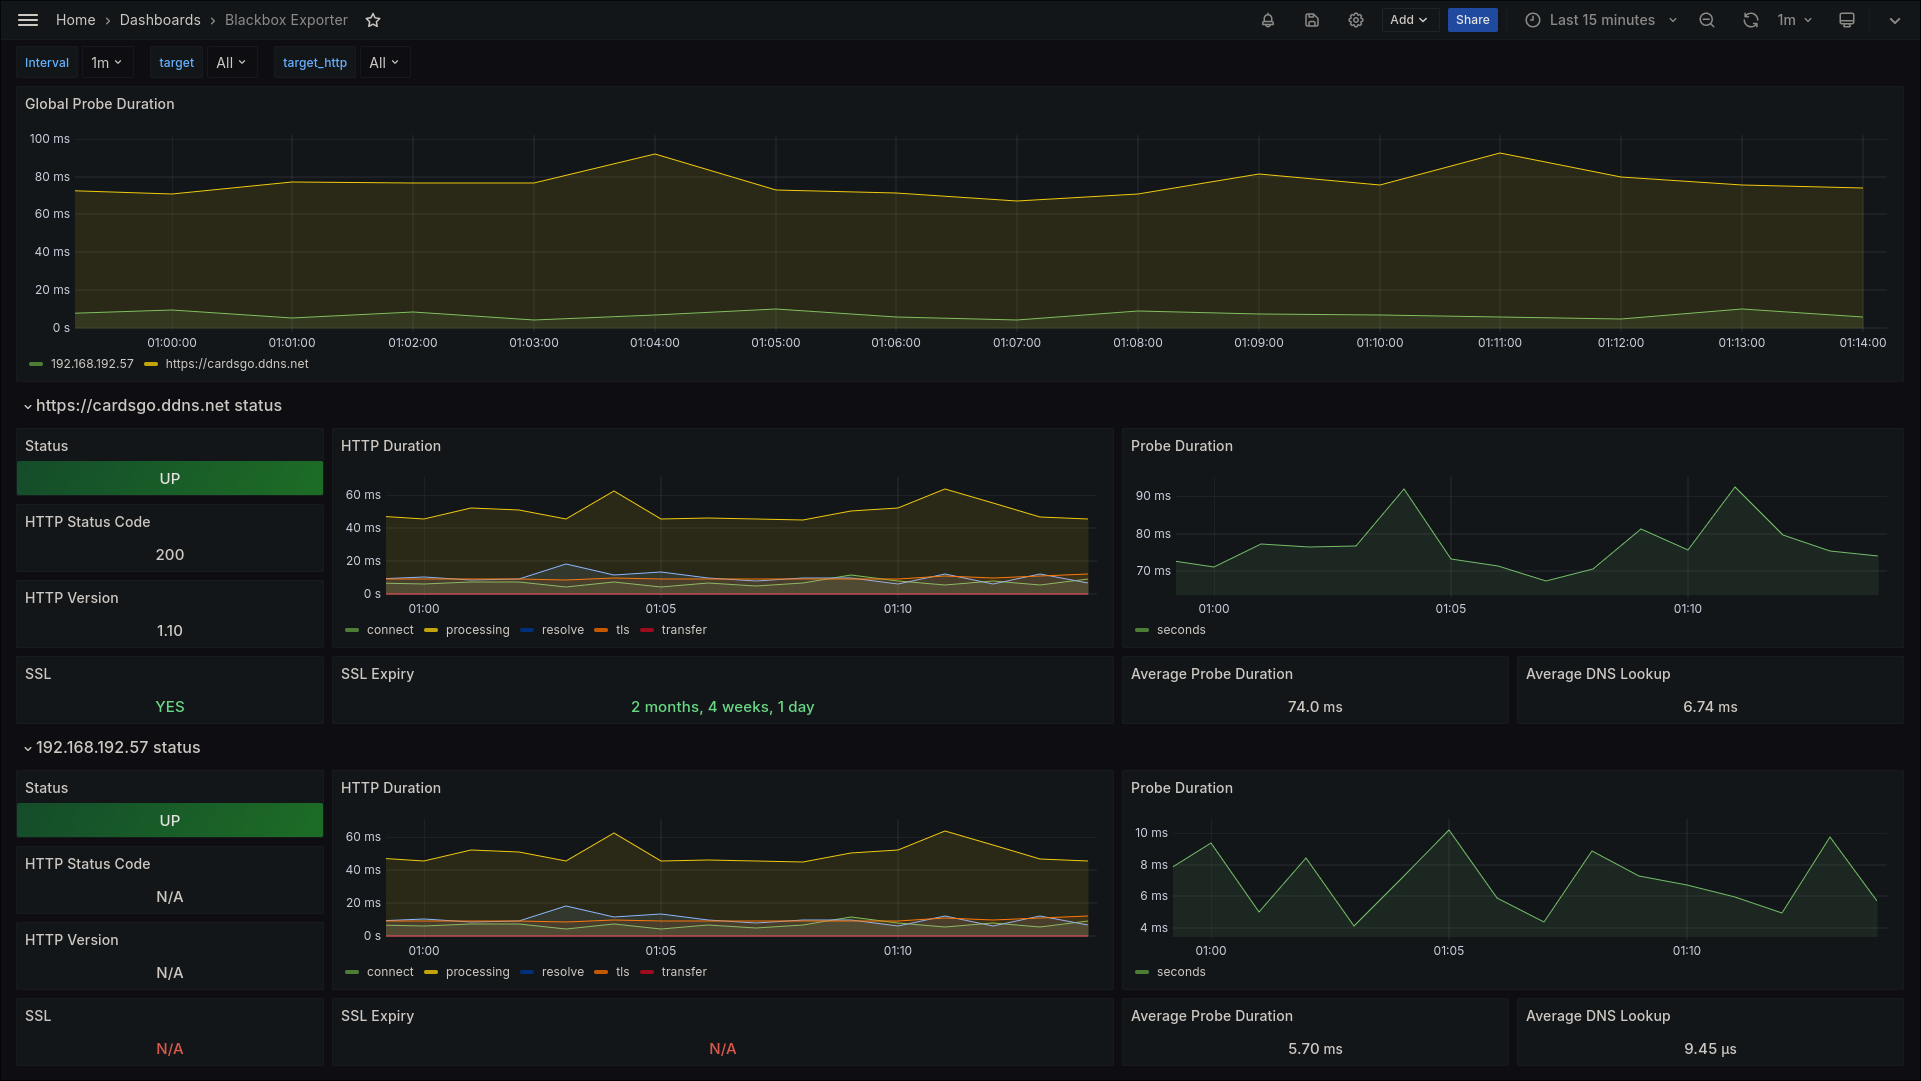 Home › Dashboards › Blackbox Exporter
Add
Share
Last 15 minutes
1m
Interval 1m target All target_http All
Global Probe Duration
100 ms
80 ms
60 ms
40 ms
20 ms
0 s
01:00:00 01:01:00 01:02:00 01:03:00 01:04:00 01:05:00 01:06:00 01:07:00 01:08:00 01:09:00 01:10:00 01:11:00 01:12:00 01:13:00 01:14:00
192.168.192.57 https://cardsgo.ddns.net
https://cardsgo.ddns.net status
Status
UP
HTTP Status Code
200
HTTP Version
1.10
HTTP Duration
60 ms
40 ms
20 ms
0 s
01:00 01:05 01:10
connect processing resolve tls transfer
Probe Duration
90 ms
80 ms
70 ms
01:00 01:05 01:10
seconds
SSL
YES
SSL Expiry
2 months, 4 weeks, 1 day
Average Probe Duration
74.0 ms
Average DNS Lookup
6.74 ms
192.168.192.57 status
Status
UP
HTTP Status Code
N/A
HTTP Version
N/A
HTTP Duration
60 ms
40 ms
20 ms
0 s
01:00 01:05 01:10
connect processing resolve tls transfer
Probe Duration
10 ms
8 ms
6 ms
4 ms
01:00 01:05 01:10
seconds
SSL
N/A
SSL Expiry
N/A
Average Probe Duration
5.70 ms
Average DNS Lookup
9.45 µs